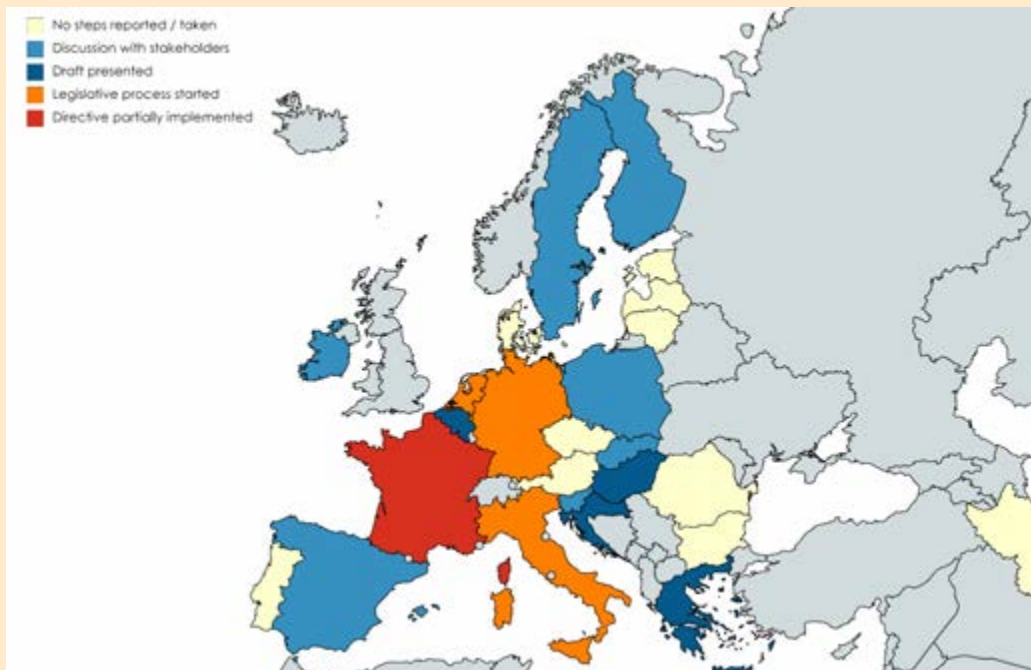 No steps reported / taken
Discussion with stakeholders
Draft presented
Legislative process started
Directive partially implemented